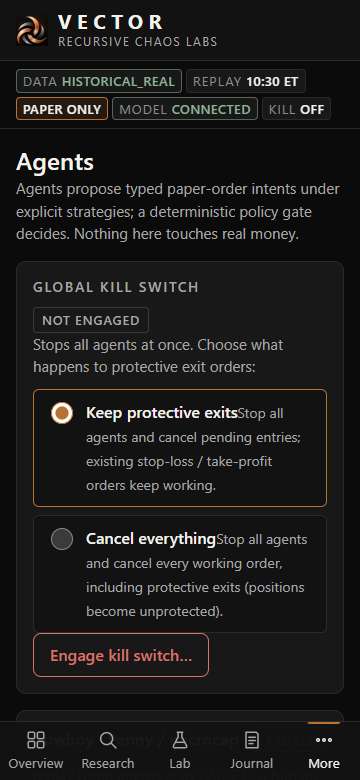 VECTOR
RECURSIVE CHAOS LABS
DATA HISTORICAL_REAL REPLAY 10:30 ET
PAPER ONLY MODEL CONNECTED KILL OFF
Agents
Agents propose typed paper-order intents under
explicit strategies; a deterministic policy gate
decides. Nothing here touches real money.
GLOBAL KILL SWITCH
NOT ENGAGED
Stops all agents at once. Choose what
happens to protective exit orders:
Keep protective exitsStop all
agents and cancel pending entries;
existing stop-loss / take-profit
orders keep working.
Cancel everythingStop all agents
and cancel every working order,
including protective exits (positions
become unprotected).
Engage kill switch...
Overview Research Lab Journal More